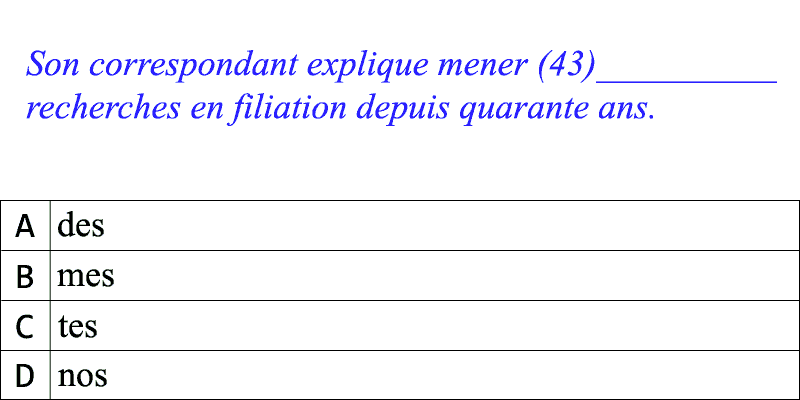 Son correspondant explique mener (43)__________
recherches en filiation depuis quarante ans.
A des
B mes
C tes
D nos